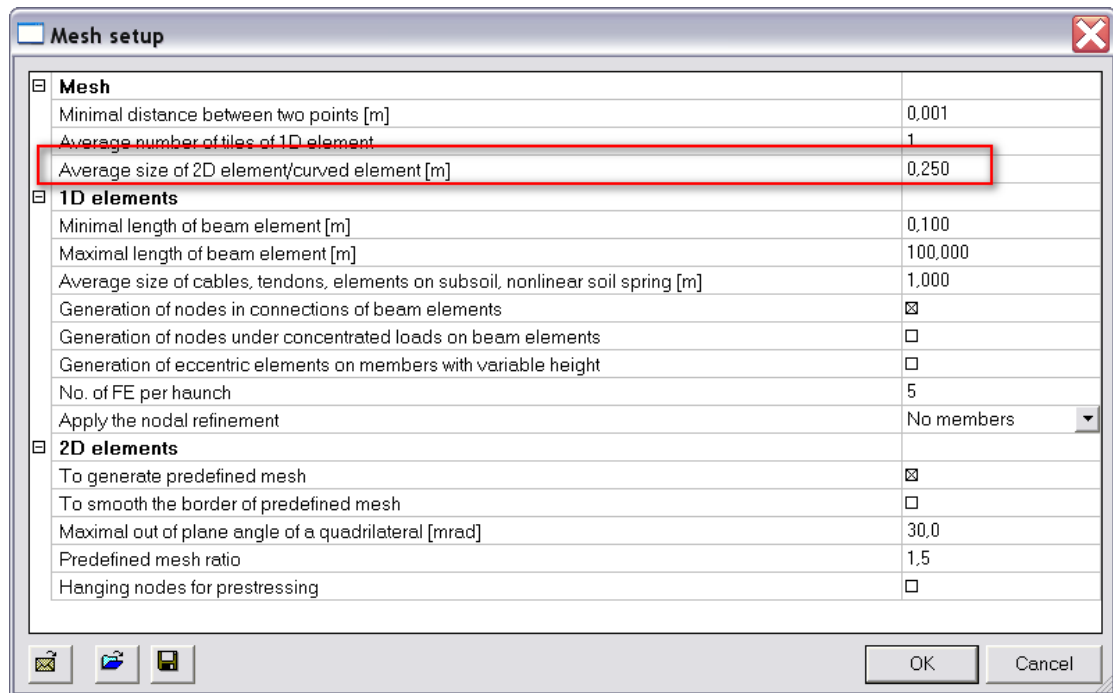 Mesh setup
Mesh
Minimal distance between two points [m] 0,001
Average number of tiles of 1D element 1
Average size of 2D element/curved element [m] 0,250
1D elements
Minimal length of beam element [m] 0,100
Maximal length of beam element [m] 100,000
Average size of cables, tendons, elements on subsoil, nonlinear soil spring [m] 1,000
Generation of nodes in connections of beam elements
Generation of nodes under concentrated loads on beam elements
Generation of eccentric elements on members with variable height
No. of FE per haunch 5
Apply the nodal refinement No members
2D elements
To generate predefined mesh
To smooth the border of predefined mesh
Maximal out of plane angle of a quadrilateral [mrad] 30,0
Predefined mesh ratio 1,5
Hanging nodes for prestressing
OK Cancel